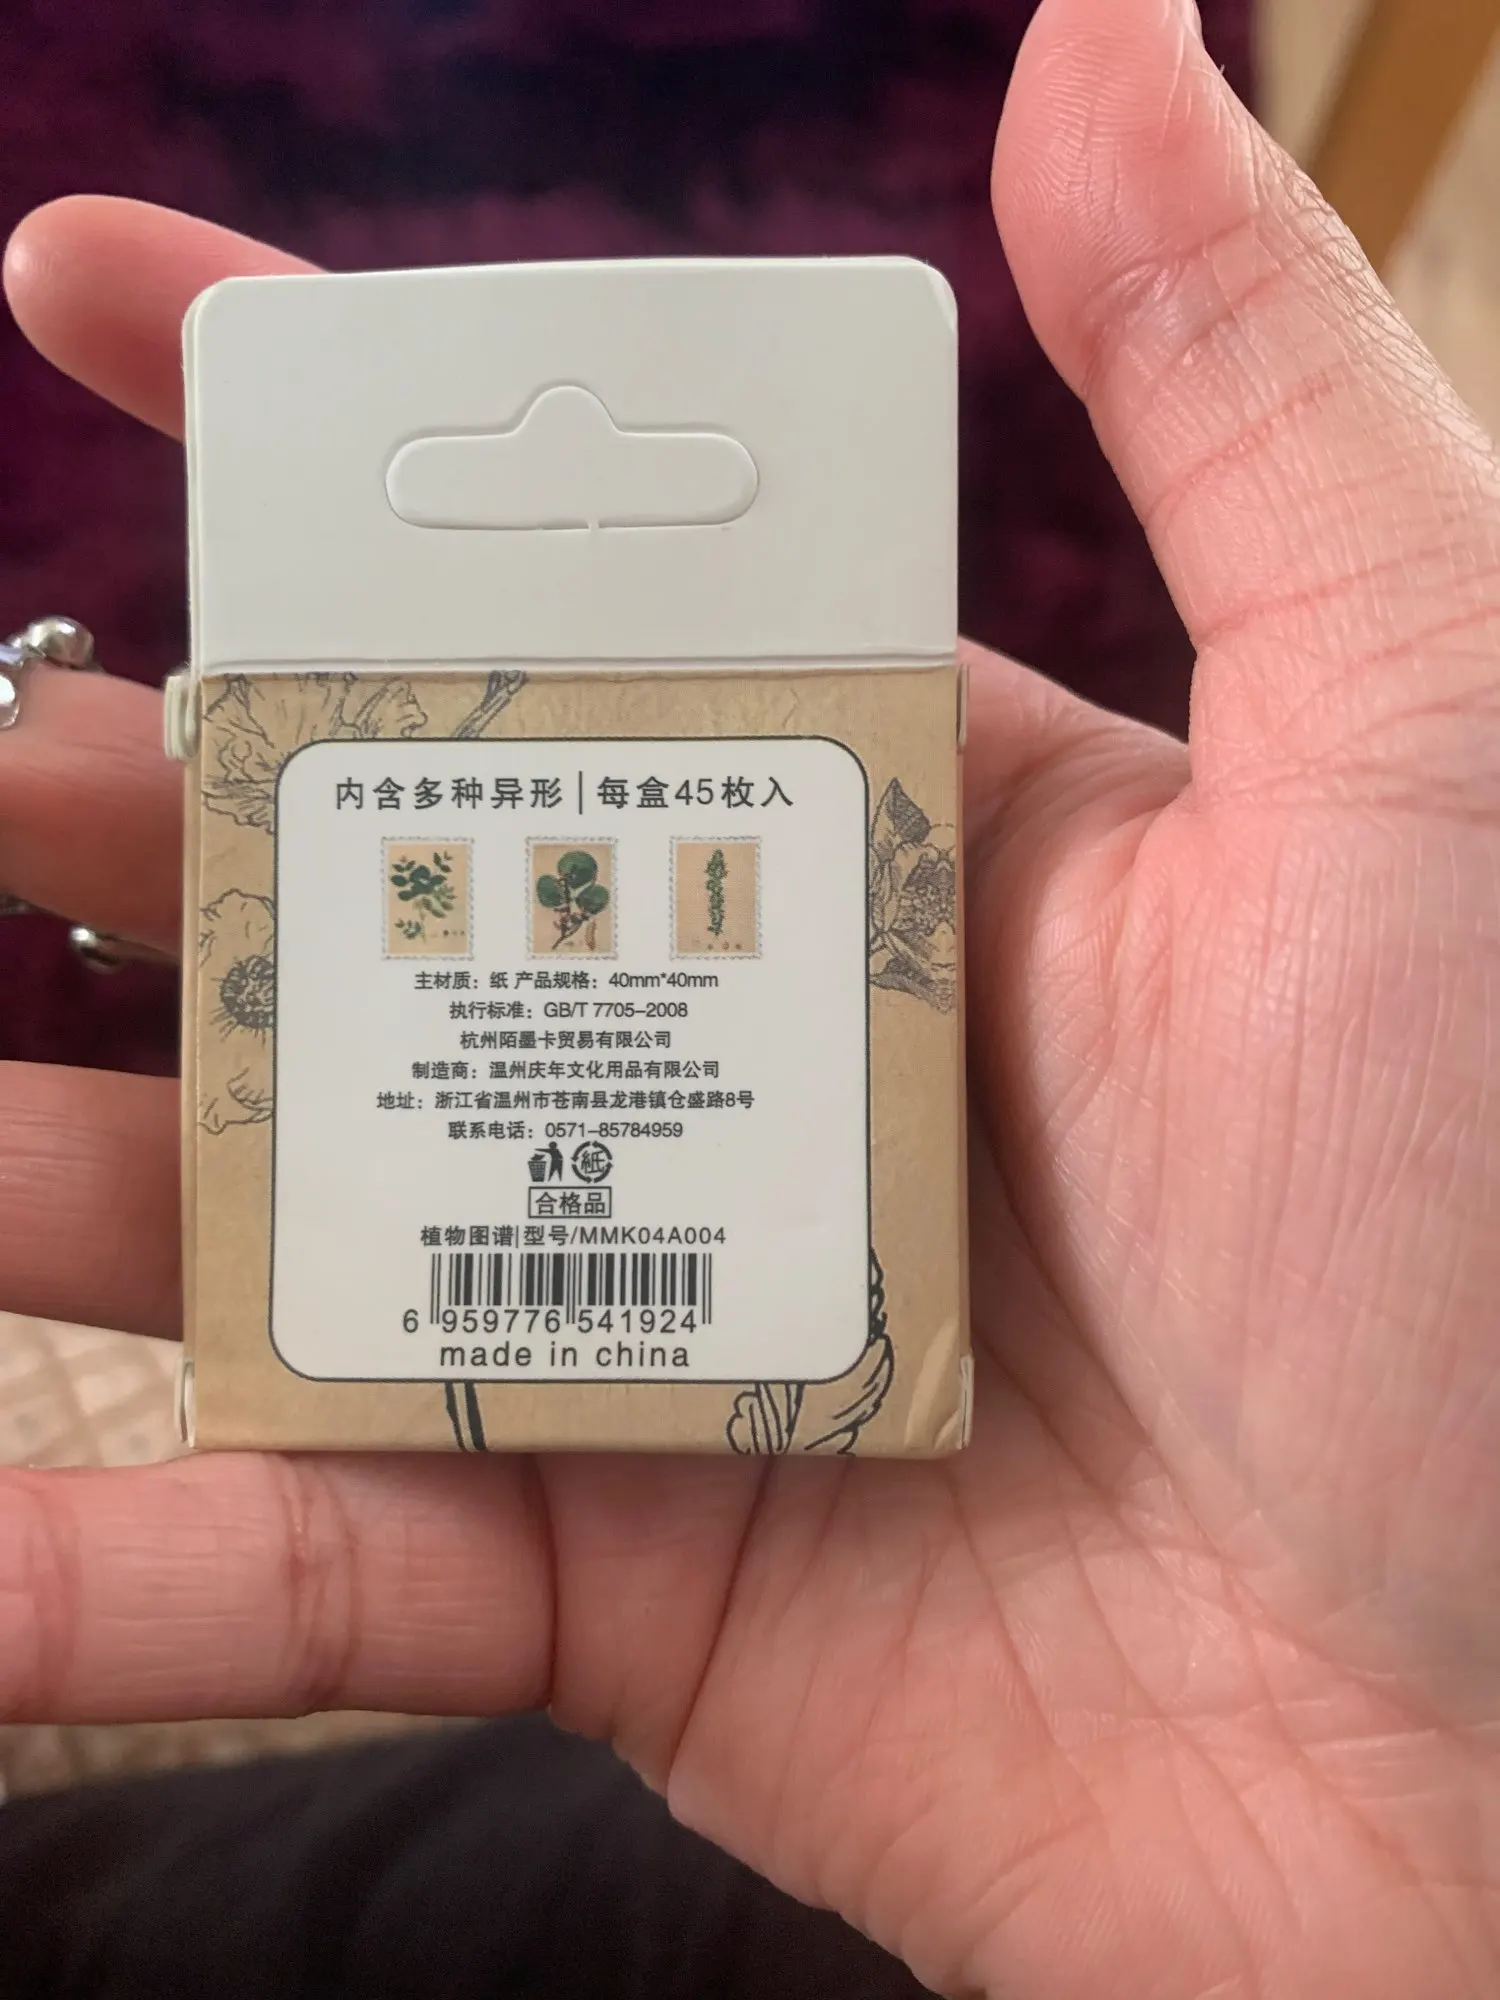 内含多种异形|每盒45枚入
主材质：纸 产品规格：40mm*40mm
执行标准：GB/T 7705-2008
杭州陌墨卡贸易有限公司
制造商：温州庆年文化用品有限公司
地址：浙江省温州市苍南县龙港镇仓盛路8号
联系电话：0571-85784959
紙
合格品
植物图谱|型号/MMK04A004
6 959776 541924
made in china